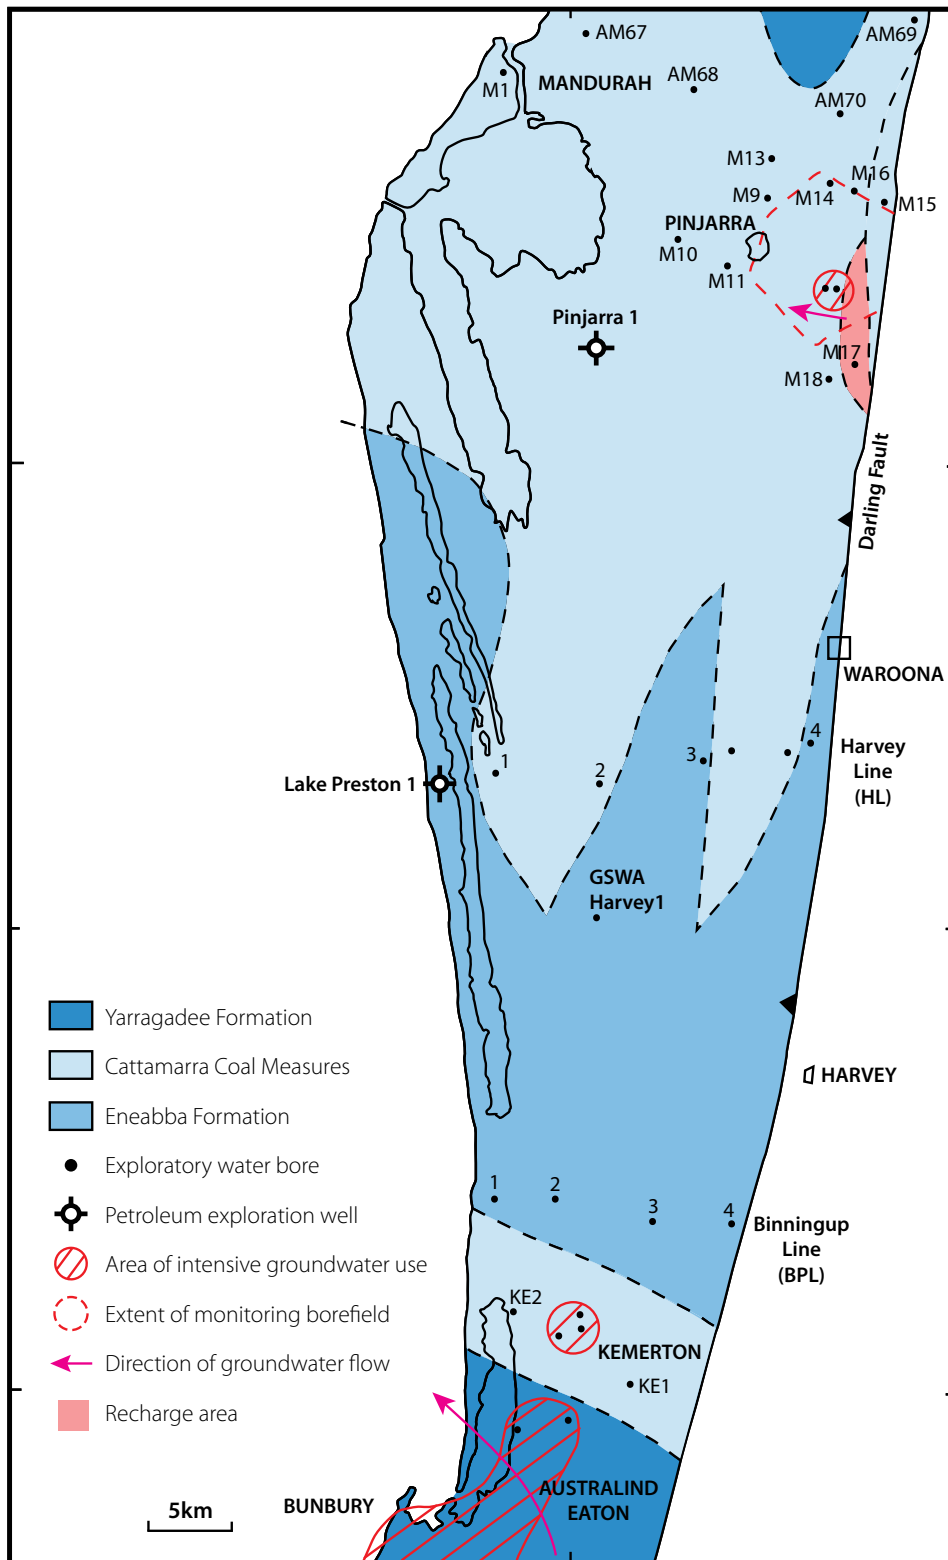 AM67
AM69
M1
MANDURAH
AM68
AM70
M13
M16
M14
M9
M15
PINJARRA
M10
M11
Pinjarra 1
M17
M18
Darling Fault
WAROONA
1
2
3
4
Harvey
Line
(HL)
Lake Preston 1
GSWA
Harvey1
Yarragadee Formation
Cattamarra Coal Measures
HARVEY
Eneabba Formation
Exploratory water bore
1
2
3
4
Petroleum exploration well
Binningup
Line
(BPL)
Area of intensive groundwater use
KE2
Extent of monitoring borefield
KEMERTON
Direction of groundwater flow
KE1
Recharge area
AUSTRALIND
EATON
BUNBURY
5km